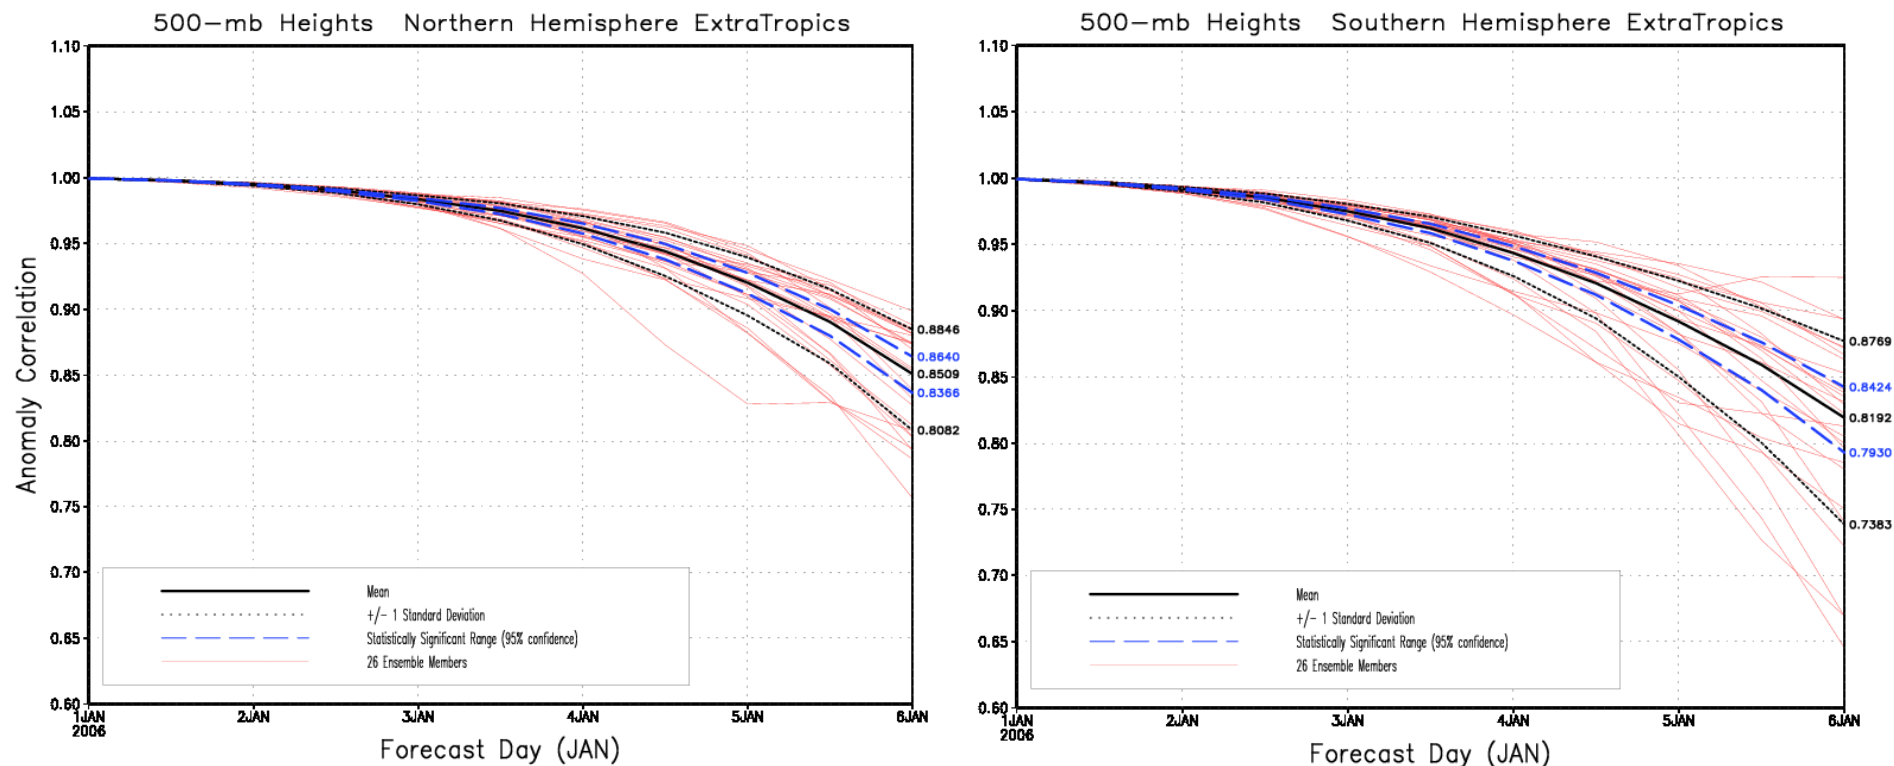 500-mb Heights Northern Hemisphere ExtraTropics
1.10
1.05
1.00
0.95
0.90
0.85
0.80
0.75
0.70
0.65
0.60
Anomaly Correlation
0.8846
0.8640
0.8509
0.8366
0.8082
Mean
+/- 1 Standard Deviation
Statistically Significant Range (95% confidence)
26 Ensemble Members
1JAN 2JAN 3JAN 4JAN 5JAN 6JAN
2006
Forecast Day (JAN)
500-mb Heights Southern Hemisphere ExtraTropics
1.10
1.05
1.00
0.95
0.90
0.85
0.80
0.75
0.70
0.65
0.60
0.8769
0.8424
0.8192
0.7930
0.7383
Mean
+/- 1 Standard Deviation
Statistically Significant Range (95% confidence)
26 Ensemble Members
1JAN 2JAN 3JAN 4JAN 5JAN 6JAN
2006
Forecast Day (JAN)